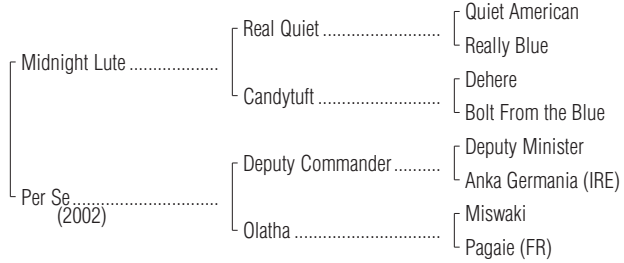 Quiet American
Real Quiet ..........................
Really Blue
Midnight Lute ...................
Dehere
Candytuft ...........................
Bolt From the Blue
Deputy Minister
Deputy Commander ..........
Anka Germania (IRE)
Per Se .........................
(2002)
Miswaki
Olatha ................................
Pagaie (FR)